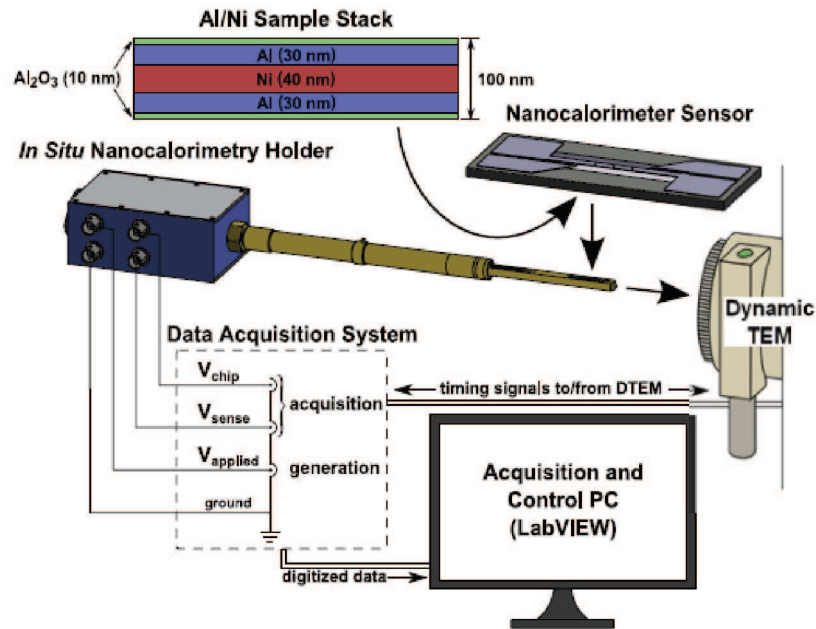 Al/Ni Sample Stack
Al (30 nm)
Ni (40 nm)
Al (30 nm)
Al₂O₃ (10 nm)
100 nm
Nanocalorimeter Sensor
In Situ Nanocalorimetry Holder
Dynamic
TEM
Data Acquisition System
Vchip
Vsense
acquisition
Vapplied
generation
ground
timing signals to/from DTEM
Acquisition and
Control PC
(LabVIEW)
digitized data